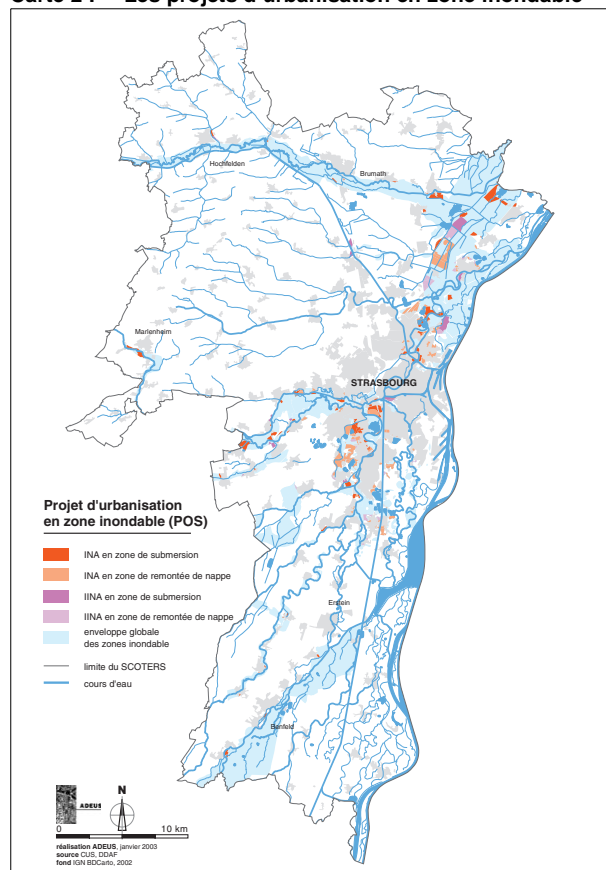 Carte 24 - Les projets d'urbanisation en zone inondable
Hochfelden
Brumath
Marlenheim
STRASBOURG
Projet d'urbanisation
en zone inondable (POS)
INA en zone de submersion
INA en zone de remontée de nappe
IINA en zone de submersion
IINA en zone de remontée de nappe
enveloppe globale
des zones inondable
limite du SCOTERS
cours d'eau
Erstein
Benfeld
ADEUS
N
0 10 km
réalisation ADEUS, janvier 2003
source CUS, DDAF
fond IGN BDCarto, 2002